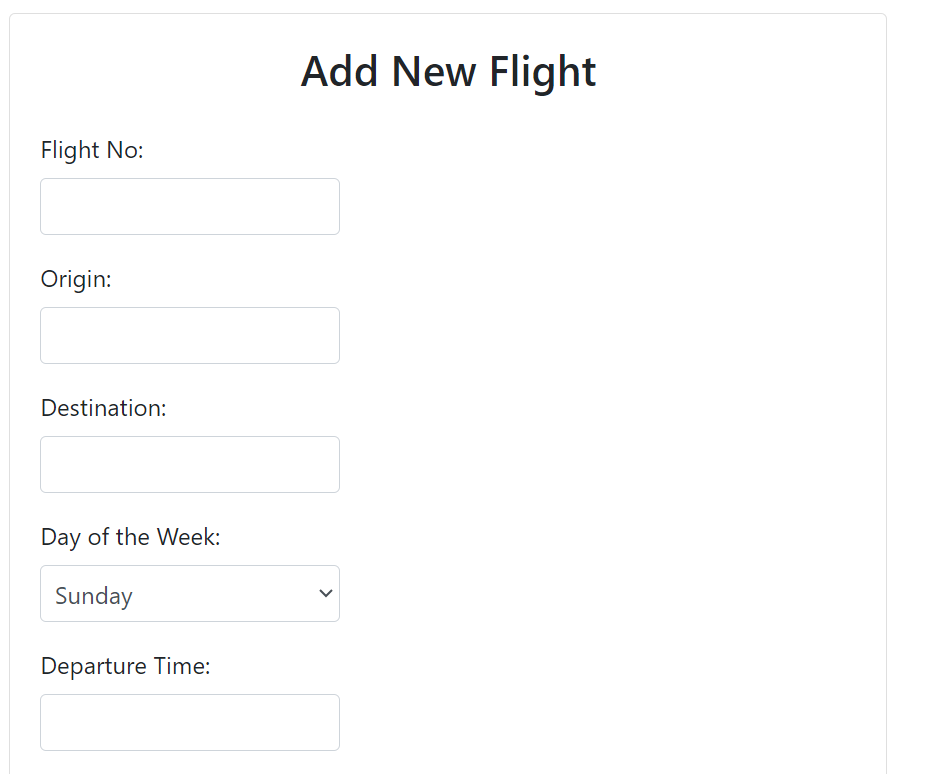 Add New Flight
Flight No:
Origin:
Destination:
Day of the Week:
Sunday
Departure Time: